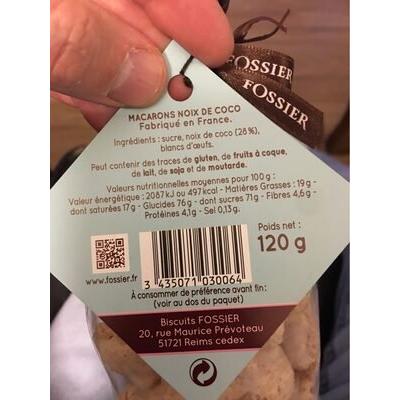 FOSSIER
FOSSIER
MACARONS NOIX DE COCO
Fabriqué en France.
Ingrédients : sucre, noix de coco (28%),
blancs d'œufs.
Peut contenir des traces de gluten, de fruits à coque,
de lait, de soja et de moutarde.
Valeurs nutritionnelles moyennes pour 100 g :
Valeur énergétique : 2087 kJ ou 497 kcal - Matières Grasses : 19 g -
dont saturées 17 g - Glucides 76 g - dont sucres 71 g - Fibres 4,6 g -
Protéines 4,1 g - Sel 0,13 g.
Poids net :
120 g
www.fossier.fr
3 435071 030064
À consommer de préférence avant fin :
(voir au dos du paquet)
Biscuits FOSSIER
20, rue Maurice Prévoteau
51721 Reims cedex